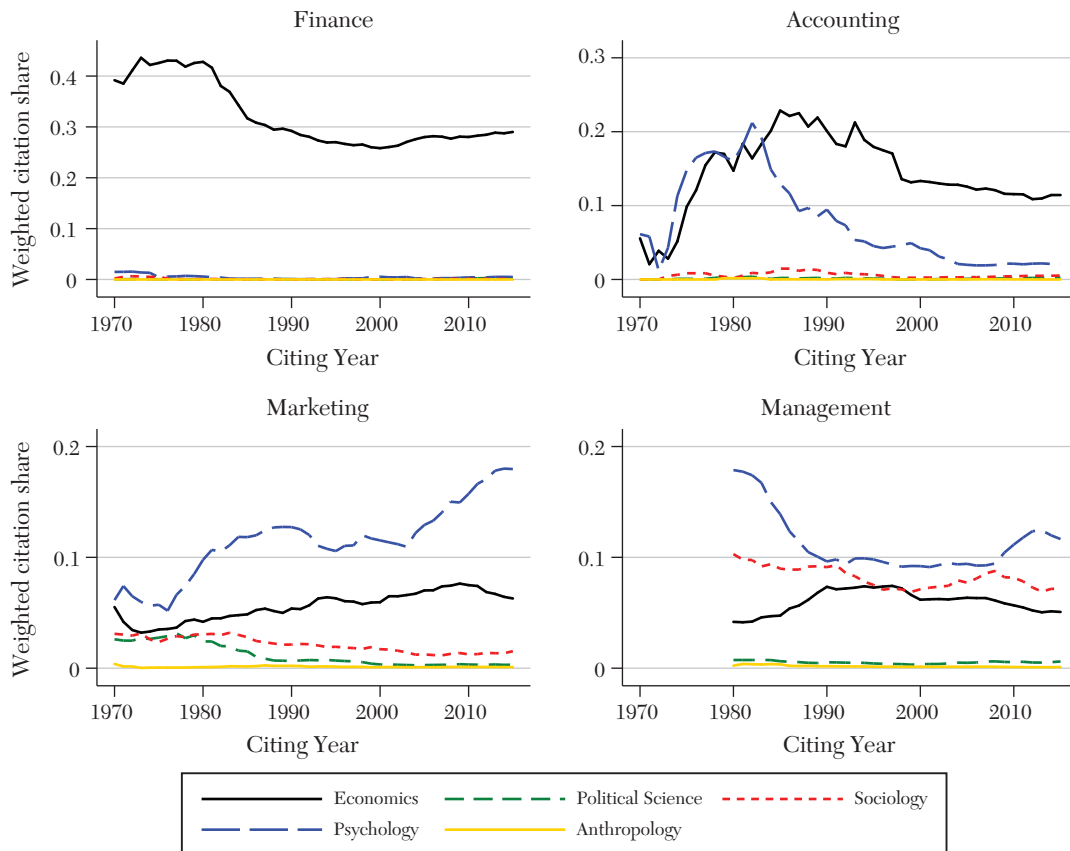 Finance
Accounting
Weighted citation share
0.4
0.3
0.2
0.1
0
1970 1980 1990 2000 2010
Citing Year
0.3
0.2
0.1
0
1970 1980 1990 2000 2010
Citing Year
Marketing
Management
Weighted citation share
0.2
0.1
0
1970 1980 1990 2000 2010
Citing Year
0.2
0.1
0
1970 1980 1990 2000 2010
Citing Year
Economics Political Science Sociology
Psychology Anthropology